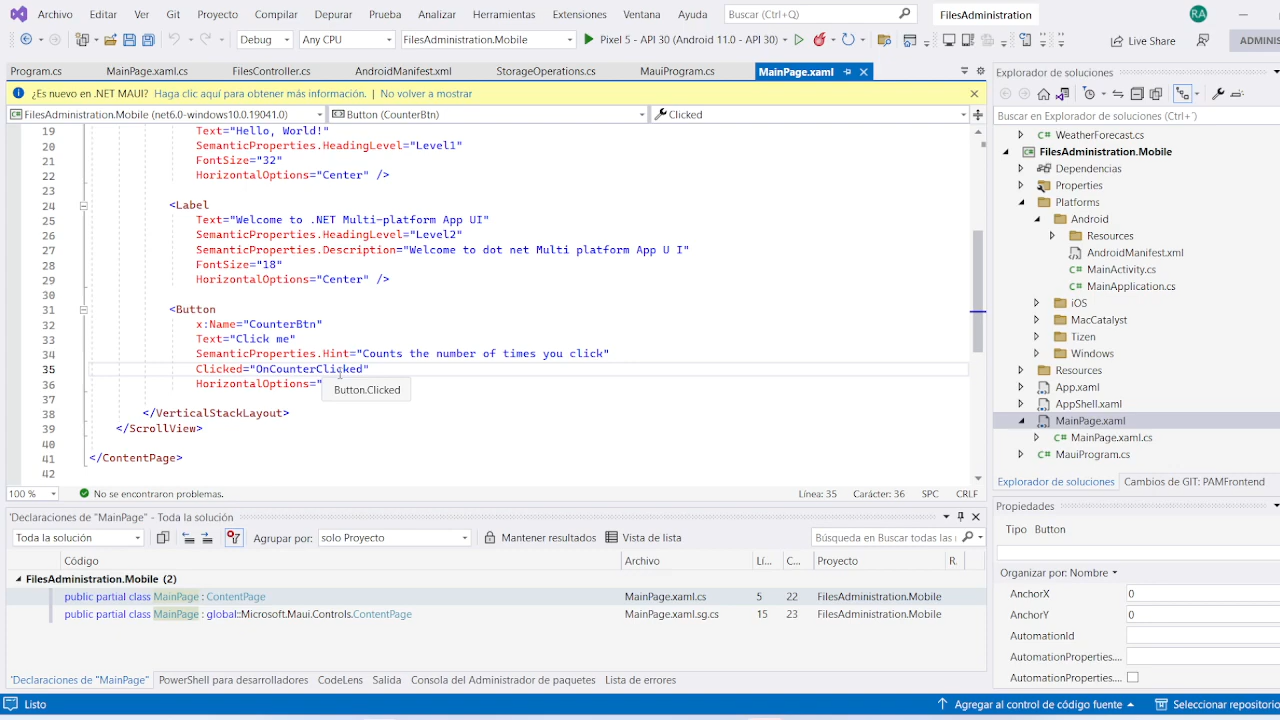 Archivo Editar Ver Git Proyecto Compilar Depurar Prueba Analizar Herramientas Extensiones Ventana Ayuda Buscar (Ctrl+Q) FilesAdministration RA
Debug Any CPU FilesAdministration.Mobile Pixel 5 - API 30 (Android 11.0 - API 30) Live Share ADMINIS
Program.cs MainPage.xaml.cs FilesController.cs AndroidManifest.xml StorageOperations.cs MauiProgram.cs MainPage.xaml
¿Es nuevo en .NET MAUI? Haga clic aquí para obtener más información. | No volver a mostrar
FilesAdministration.Mobile (net6.0-windows10.0.19041.0) Button (CounterBtn) Clicked
19 Text="Hello, World!"
20 SemanticProperties.HeadingLevel="Level1"
21 FontSize="32"
22 HorizontalOptions="Center" />
23
24 <Label
25 Text="Welcome to .NET Multi-platform App UI"
26 SemanticProperties.HeadingLevel="Level2"
27 SemanticProperties.Description="Welcome to dot net Multi platform App U I"
28 FontSize="18"
29 HorizontalOptions="Center" />
30
31 <Button
32 x:Name="CounterBtn"
33 Text="Click me"
34 SemanticProperties.Hint="Counts the number of times you click"
35 Clicked="OnCounterClicked"
36 HorizontalOptions="
Button.Clicked
37
38 </VerticalStackLayout>
39 </ScrollView>
40
41 </ContentPage>
42
100 % No se encontraron problemas. Línea: 35 Carácter: 36 SPC CRLF
'Declaraciones de "MainPage" - Toda la solución
Toda la solución Agrupar por: solo Proyecto Mantener resultados Vista de lista Búsqueda en Buscar todas las
Código Archivo Lí... C... Proyecto R.
FilesAdministration.Mobile (2)
public partial class MainPage : ContentPage MainPage.xaml.cs 5 22 FilesAdministration.Mobile
public partial class MainPage : global::Microsoft.Maui.Controls.ContentPage MainPage.xaml.sg.cs 15 23 FilesAdministration.Mobile
'Declaraciones de "MainPage" PowerShell para desarrolladores CodeLens Salida Consola del Administrador de paquetes Lista de errores
Explorador de soluciones
Buscar en Explorador de soluciones (Ctrl+`)
WeatherForecast.cs
FilesAdministration.Mobile
Dependencias
Properties
Platforms
Android
Resources
AndroidManifest.xml
MainActivity.cs
MainApplication.cs
iOS
MacCatalyst
Tizen
Windows
Resources
App.xaml
AppShell.xaml
MainPage.xaml
MainPage.xaml.cs
MauiProgram.cs
Explorador de soluciones Cambios de GIT: PAMFrontend
Propiedades
Tipo Button
Organizar por: Nombre
AnchorX 0
AnchorY 0
AutomationId
AutomationProperties....
AutomationProperties....
Listo Agregar al control de código fuente Seleccionar repositorio